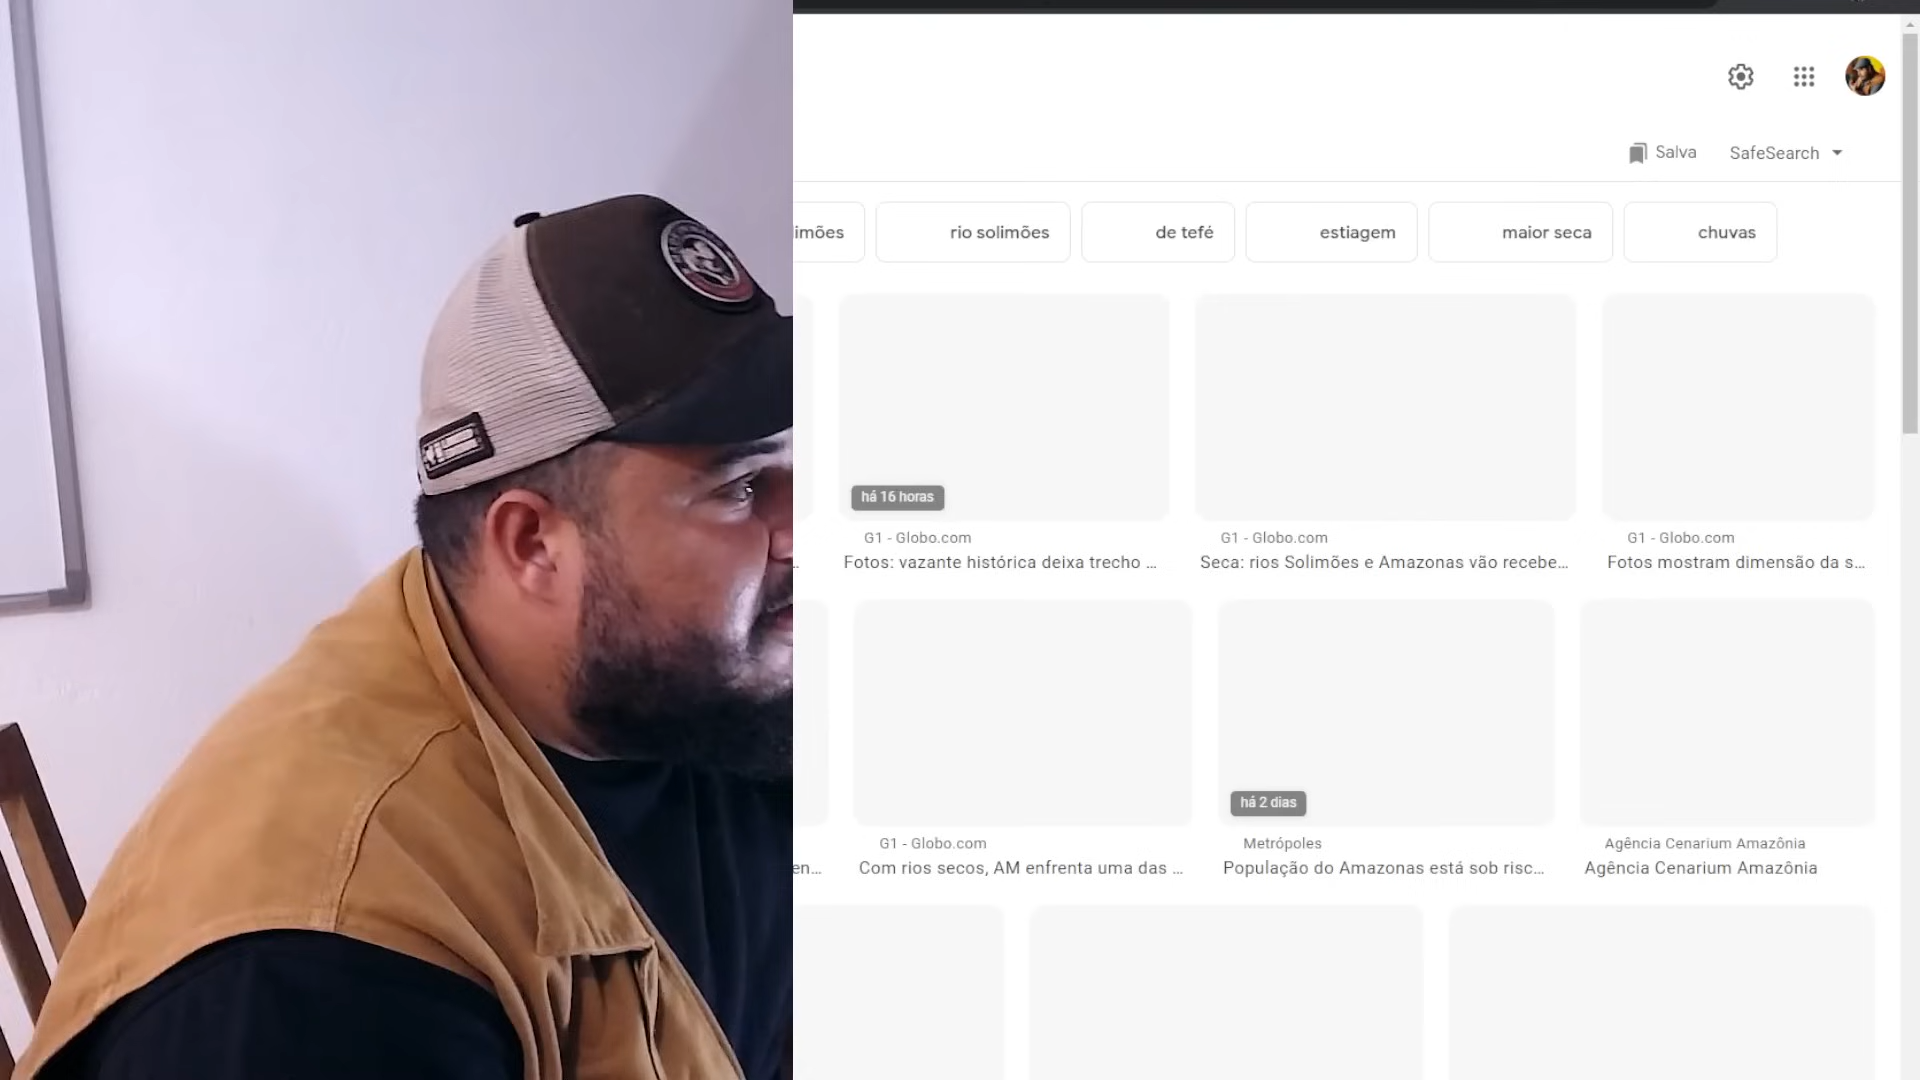 Salva
SafeSearch
imões
rio solimões
de tefé
estiagem
maior seca
chuvas
há 16 horas
G1 - Globo.com
G1 - Globo.com
G1 - Globo.com
Fotos: vazante histórica deixa trecho ...
Seca: rios Solimões e Amazonas vão recebe...
Fotos mostram dimensão da s...
há 2 dias
G1 - Globo.com
Metrópoles
Agência Cenarium Amazônia
en...
Com rios secos, AM enfrenta uma das ...
População do Amazonas está sob risc...
Agência Cenarium Amazônia